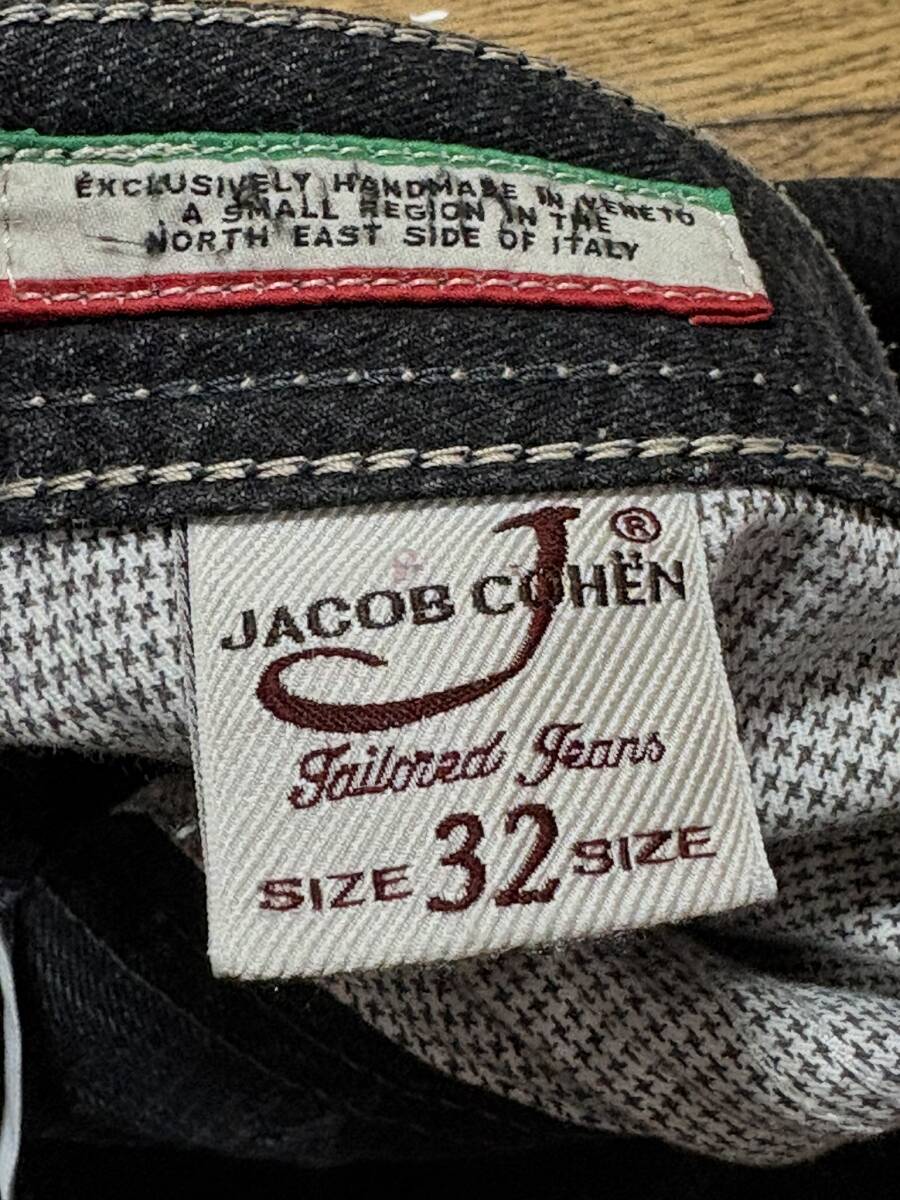 EXCLUSIVELY HANDMADE IN VENETO
A SMALL REGION IN THE
NORTH EAST SIDE OF ITALY
J ®
JACOB COHËN
Tailored Jeans
SIZE 32 SIZE